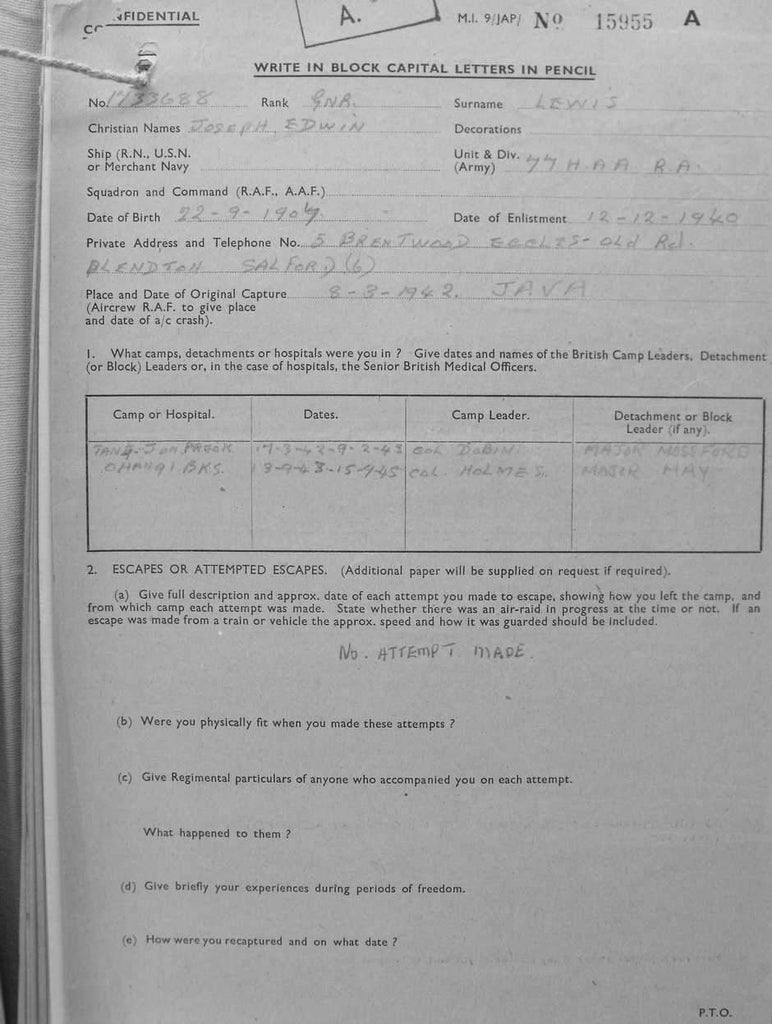 CONFIDENTIAL
A.
M.I. 9/JAP/ No 15955 A
WRITE IN BLOCK CAPITAL LETTERS IN PENCIL
No. 1733688 Rank GNR. Surname LEWIS
Christian Names JOSEPH. EDWIN Decorations
Ship (R.N., U.S.N. or Merchant Navy
Unit & Div. (Army) 77 H.A.A R.A.
Squadron and Command (R.A.F., A.A.F.)
Date of Birth 22-9-1907 Date of Enlistment 12-12-1940
Private Address and Telephone No. 5 BRENTWOOD ECCLES-OLd Rd.
SALFORD (6)
Place and Date of Original Capture 8-3-1942. JAVA
(Aircrew R.A.F. to give place
and date of a/c crash).
1. What camps, detachments or hospitals were you in ? Give dates and names of the British Camp Leaders, Detachment
(or Block) Leaders or, in the case of hospitals, the Senior British Medical Officers.
Camp or Hospital. Dates. Camp Leader. Detachment or Block
Leader (if any).
COL MAJOR MOSSFORD
BKS. COL. HOLMES. MAJOR MAY
2. ESCAPES OR ATTEMPTED ESCAPES. (Additional paper will be supplied on request if required).
(a) Give full description and approx. date of each attempt you made to escape, showing how you left the camp, and
from which camp each attempt was made. State whether there was an air-raid in progress at the time or not. If an
escape was made from a train or vehicle the approx. speed and how it was guarded should be included.
No. ATTEMPT MADE.
(b) Were you physically fit when you made these attempts ?
(c) Give Regimental particulars of anyone who accompanied you on each attempt.
What happened to them ?
(d) Give briefly your experiences during periods of freedom.
(e) How were you recaptured and on what date ?
P.T.O.